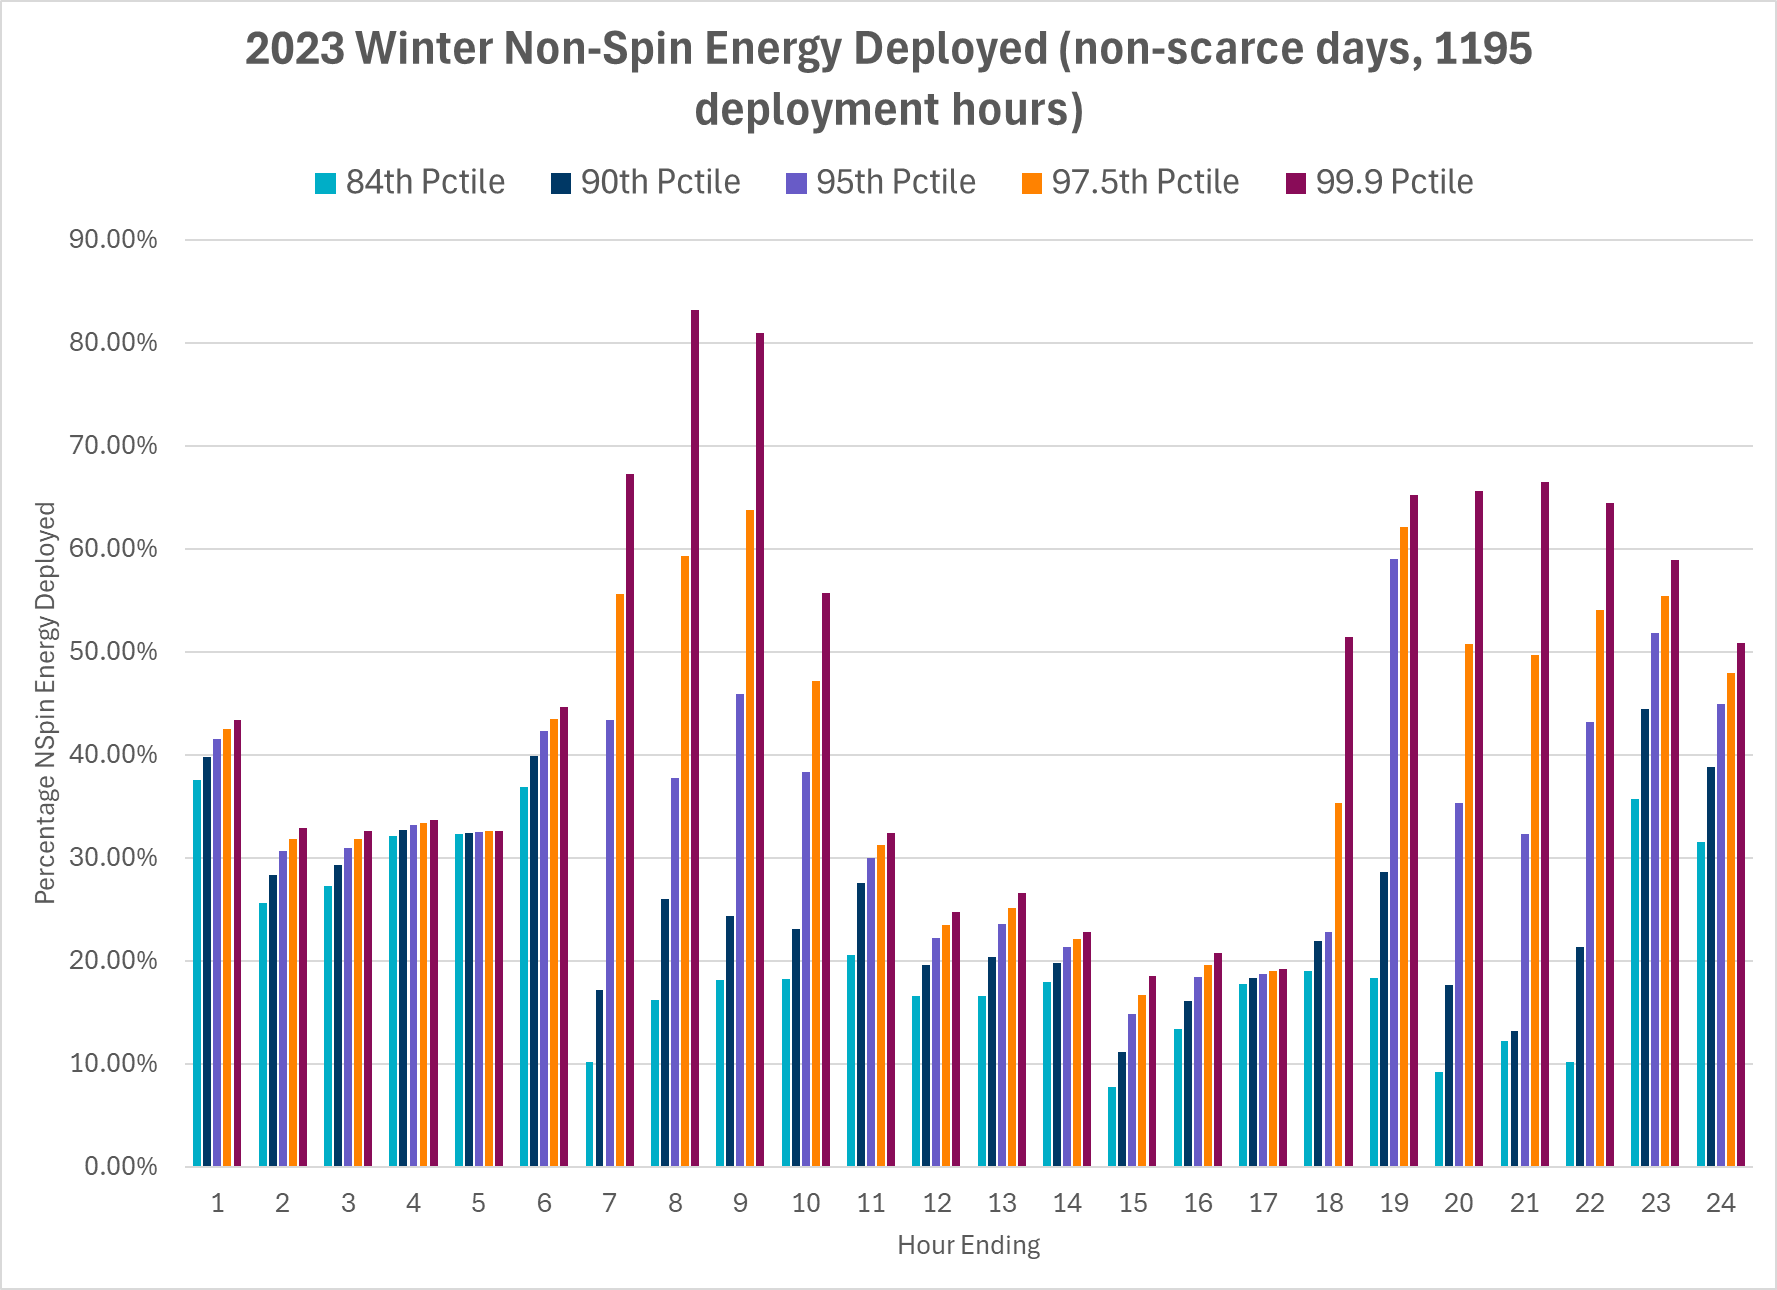 2023 Winter Non-Spin Energy Deployed (non-scarce days, 1195
deployment hours)
84th Pctile 90th Pctile 95th Pctile 97.5th Pctile 99.9 Pctile
90.00%
80.00%
70.00%
60.00%
50.00%
40.00%
30.00%
20.00%
10.00%
0.00%
Percentage NSpin Energy Deployed
1 2 3 4 5 6 7 8 9 10 11 12 13 14 15 16 17 18 19 20 21 22 23 24
Hour Ending